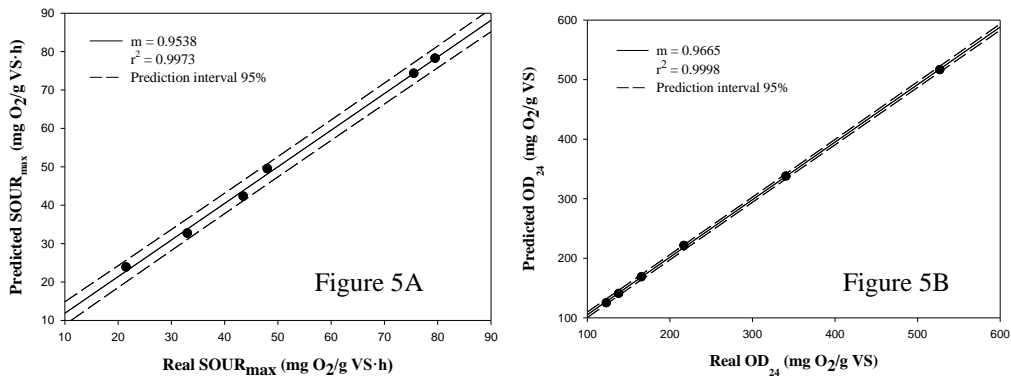 90
80
70
60
50
40
30
20
10
Predicted SOURmax (mg O2/g VS·h)
m = 0.9538
r2 = 0.9973
Prediction interval 95%
Figure 5A
10 20 30 40 50 60 70 80 90
Real SOURmax (mg O2/g VS·h)
600
500
400
300
200
100
Predicted OD24 (mg O2/g VS)
m = 0.9665
r2 = 0.9998
Prediction interval 95%
Figure 5B
100 200 300 400 500 600
Real OD24 (mg O2/g VS)